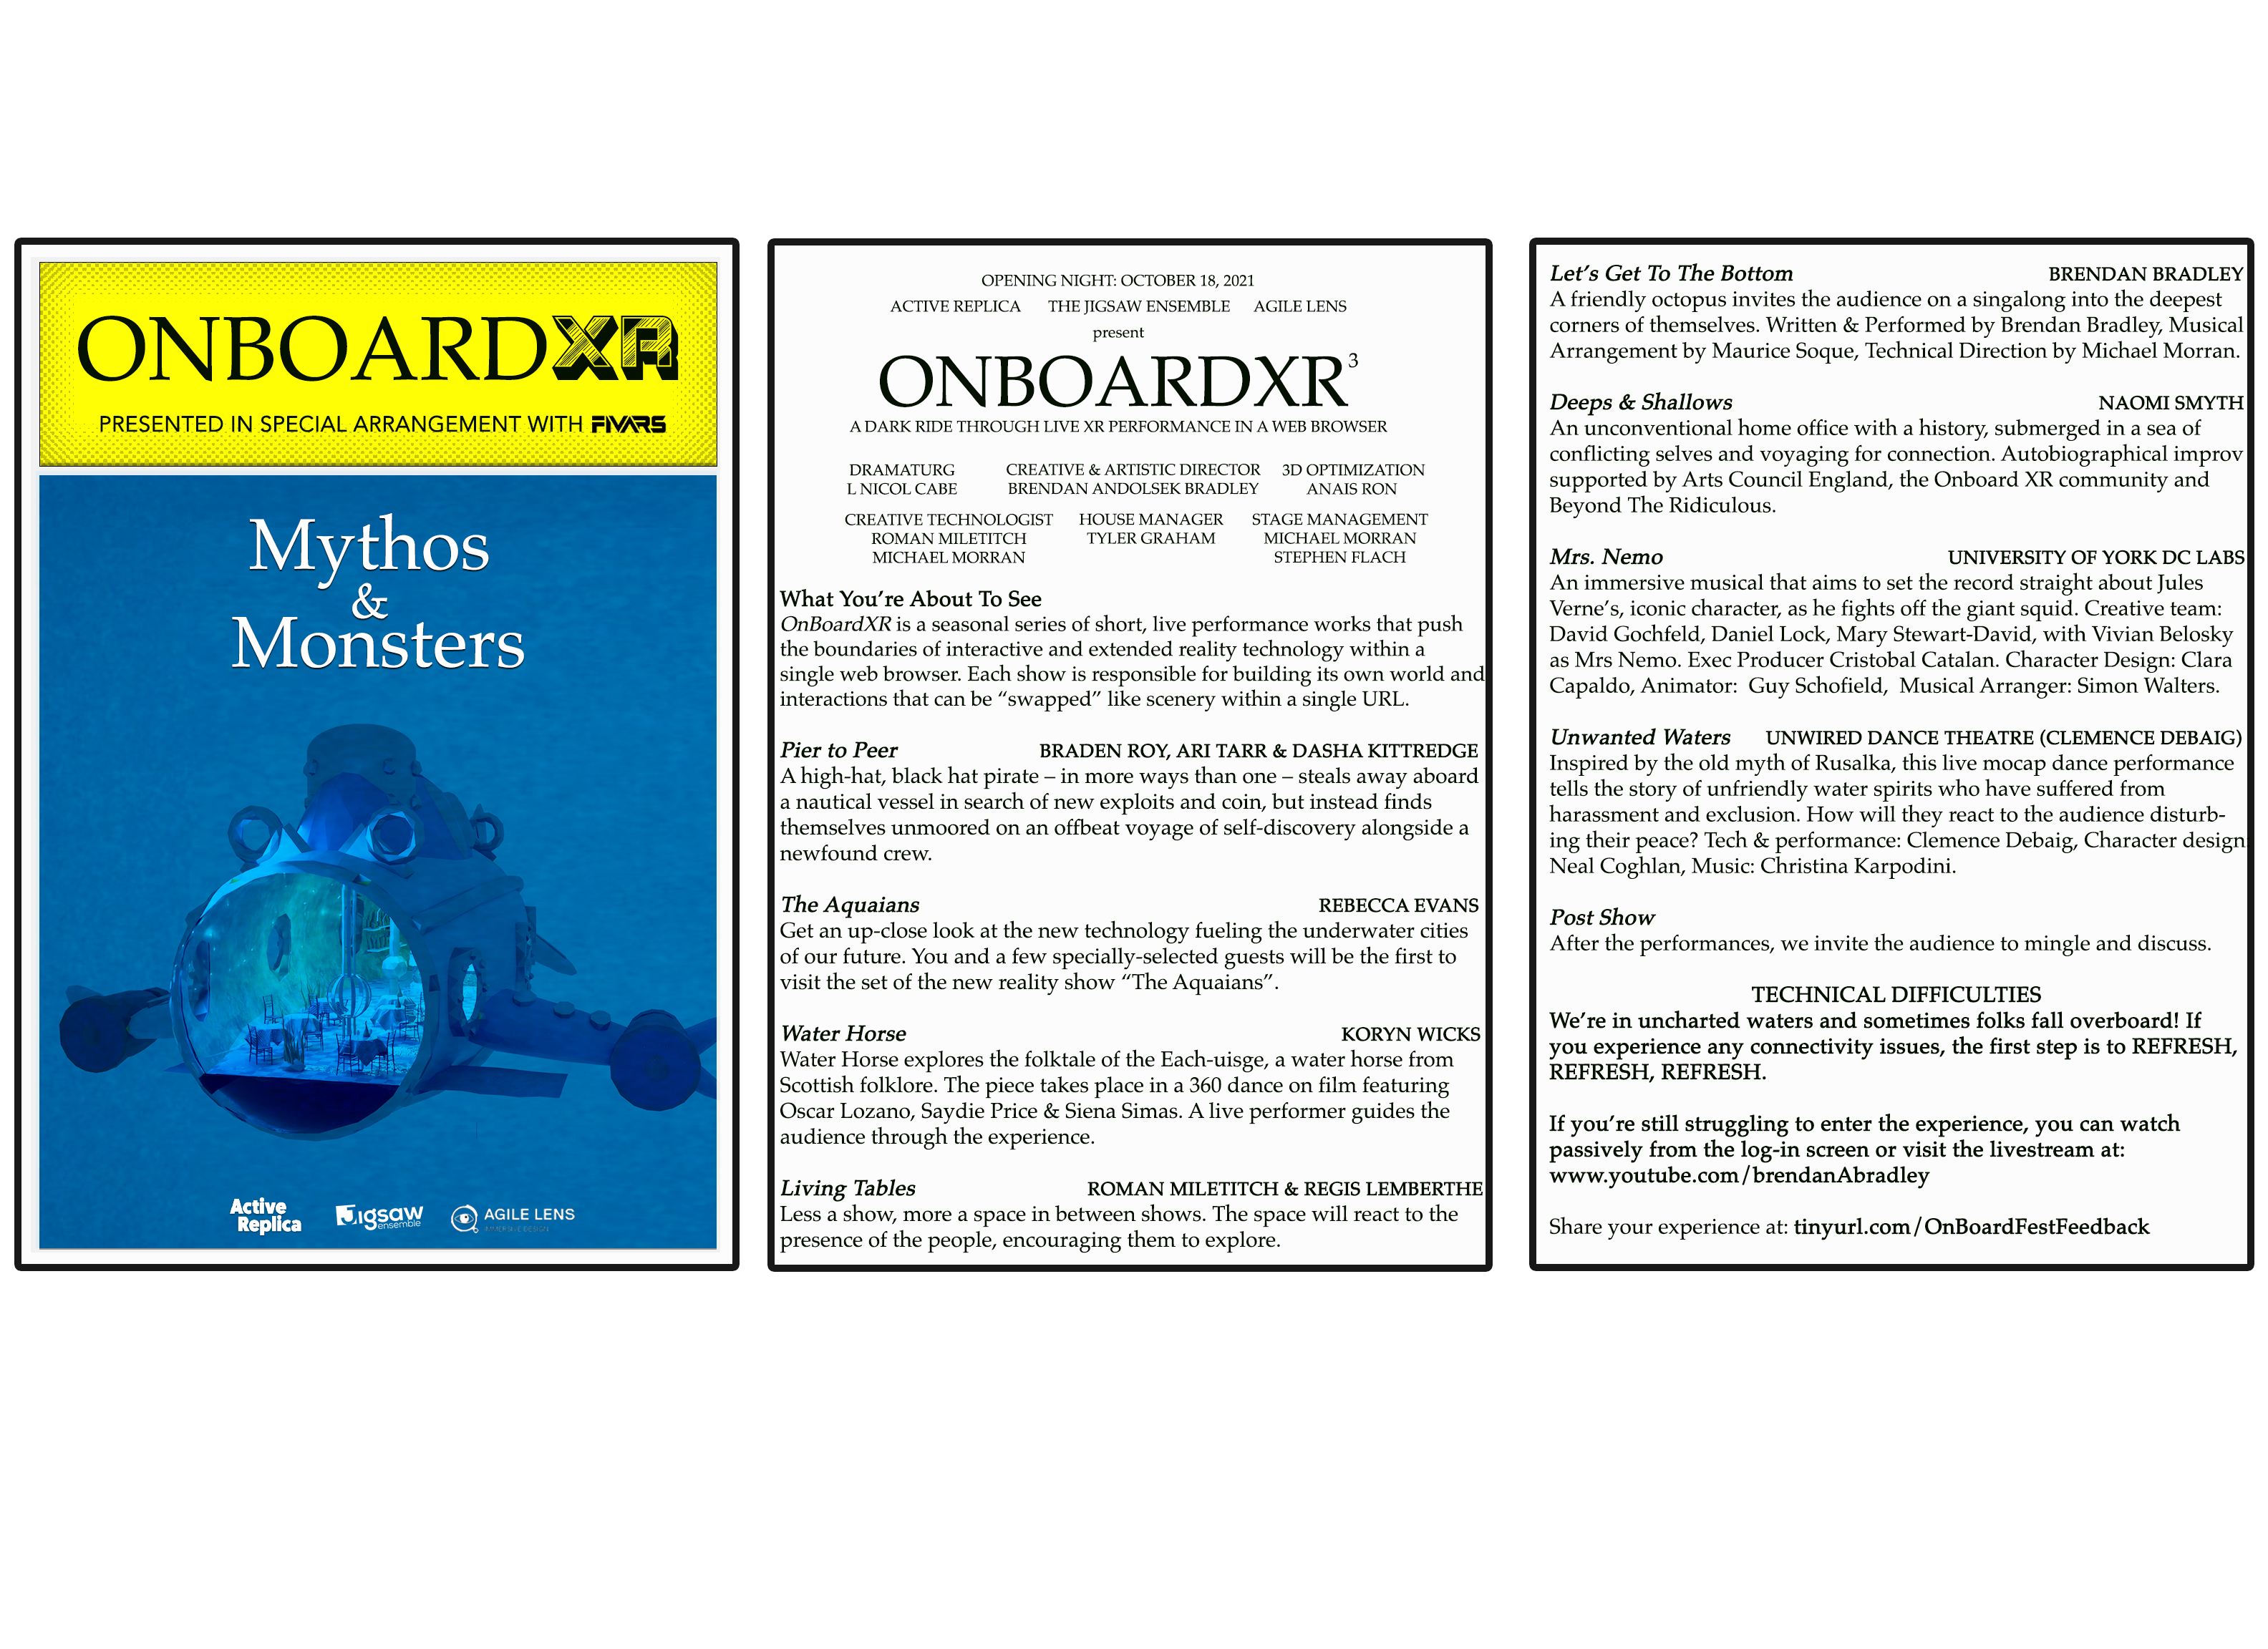 ONBOARDXR
PRESENTED IN SPECIAL ARRANGEMENT WITH FIVARS
Mythos
&
Monsters
Active
Replica
Jigsaw
ensemble
AGILE LENS
IMMERSIVE DESIGN
OPENING NIGHT: OCTOBER 18, 2021
ACTIVE REPLICA THE JIGSAW ENSEMBLE AGILE LENS
present
ONBOARDXR³
A DARK RIDE THROUGH LIVE XR PERFORMANCE IN A WEB BROWSER
DRAMATURG CREATIVE & ARTISTIC DIRECTOR 3D OPTIMIZATION
L NICOL CABE BRENDAN ANDOLSEK BRADLEY ANAIS RON
CREATIVE TECHNOLOGIST HOUSE MANAGER STAGE MANAGEMENT
ROMAN MILETITCH TYLER GRAHAM MICHAEL MORRAN
MICHAEL MORRAN STEPHEN FLACH
What You're About To See
OnBoardXR is a seasonal series of short, live performance works that push
the boundaries of interactive and extended reality technology within a
single web browser. Each show is responsible for building its own world and
interactions that can be "swapped" like scenery within a single URL.
Pier to Peer BRADEN ROY, ARI TARR & DASHA KITTREDGE
A high-hat, black hat pirate – in more ways than one – steals away aboard
a nautical vessel in search of new exploits and coin, but instead finds
themselves unmoored on an offbeat voyage of self-discovery alongside a
newfound crew.
The Aquaians REBECCA EVANS
Get an up-close look at the new technology fueling the underwater cities
of our future. You and a few specially-selected guests will be the first to
visit the set of the new reality show "The Aquaians".
Water Horse KORYN WICKS
Water Horse explores the folktale of the Each-uisge, a water horse from
Scottish folklore. The piece takes place in a 360 dance on film featuring
Oscar Lozano, Saydie Price & Siena Simas. A live performer guides the
audience through the experience.
Living Tables ROMAN MILETITCH & REGIS LEMBERTHE
Less a show, more a space in between shows. The space will react to the
presence of the people, encouraging them to explore.
Let's Get To The Bottom BRENDAN BRADLEY
A friendly octopus invites the audience on a singalong into the deepest
corners of themselves. Written & Performed by Brendan Bradley, Musical
Arrangement by Maurice Soque, Technical Direction by Michael Morran.
Deeps & Shallows NAOMI SMYTH
An unconventional home office with a history, submerged in a sea of
conflicting selves and voyaging for connection. Autobiographical improv
supported by Arts Council England, the Onboard XR community and
Beyond The Ridiculous.
Mrs. Nemo UNIVERSITY OF YORK DC LABS
An immersive musical that aims to set the record straight about Jules
Verne's, iconic character, as he fights off the giant squid. Creative team:
David Gochfeld, Daniel Lock, Mary Stewart-David, with Vivian Belosky
as Mrs Nemo. Exec Producer Cristobal Catalan. Character Design: Clara
Capaldo, Animator: Guy Schofield, Musical Arranger: Simon Walters.
Unwanted Waters UNWIRED DANCE THEATRE (CLEMENCE DEBAIG)
Inspired by the old myth of Rusalka, this live mocap dance performance
tells the story of unfriendly water spirits who have suffered from
harassment and exclusion. How will they react to the audience disturb-
ing their peace? Tech & performance: Clemence Debaig, Character design:
Neal Coghlan, Music: Christina Karpodini.
Post Show
After the performances, we invite the audience to mingle and discuss.
TECHNICAL DIFFICULTIES
We're in uncharted waters and sometimes folks fall overboard! If
you experience any connectivity issues, the first step is to REFRESH,
REFRESH, REFRESH.
If you're still struggling to enter the experience, you can watch
passively from the log-in screen or visit the livestream at:
www.youtube.com/brendanAbradley
Share your experience at: tinyurl.com/OnBoardFestFeedback